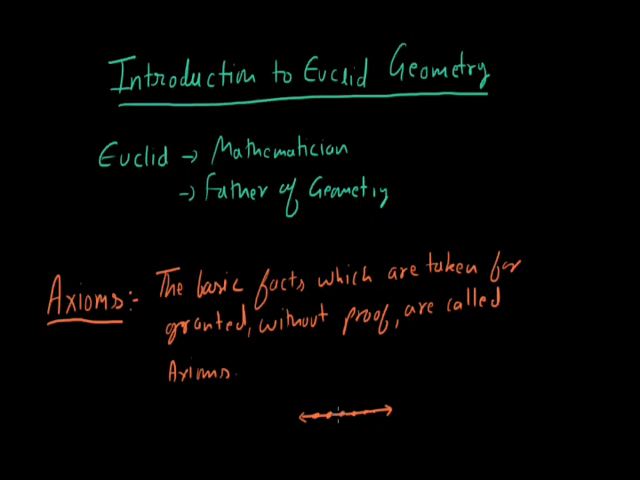 Introduction to Euclid Geometry
Euclid → Mathematician
→ Father of Geometry
Axioms:- The basic facts which are taken for
granted, without proof, are called
Axioms.